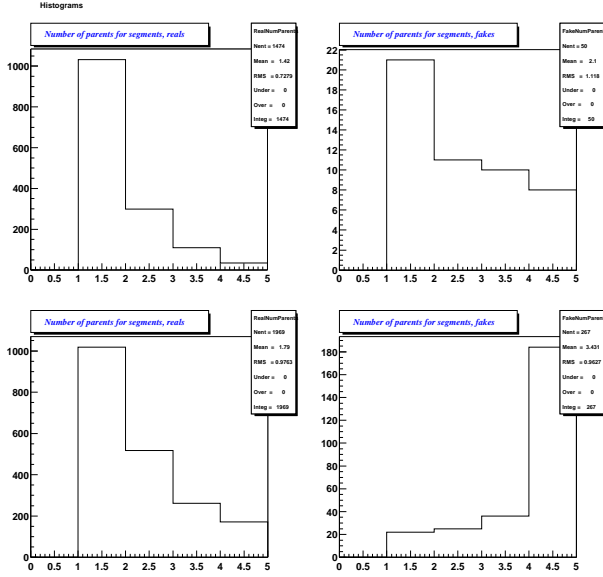 Histograms
Number of parents for segments, reals
RealNumParents
Nent = 1474
Mean = 1.42
RMS = 0.7279
Under = 0
Over = 0
Integ = 1474
1000
800
600
400
200
0
0 0.5 1 1.5 2 2.5 3 3.5 4 4.5 5
Number of parents for segments, fakes
FakeNumParents
Nent = 50
Mean = 2.1
RMS = 1.118
Under = 0
Over = 0
Integ = 50
22
20
18
16
14
12
10
8
6
4
2
0
0 0.5 1 1.5 2 2.5 3 3.5 4 4.5 5
Number of parents for segments, reals
RealNumParents
Nent = 1969
Mean = 1.79
RMS = 0.9763
Under = 0
Over = 0
Integ = 1969
1000
800
600
400
200
0
0 0.5 1 1.5 2 2.5 3 3.5 4 4.5 5
Number of parents for segments, fakes
FakeNumParents
Nent = 267
Mean = 3.431
RMS = 0.9627
Under = 0
Over = 0
Integ = 267
180
160
140
120
100
80
60
40
20
0
0 0.5 1 1.5 2 2.5 3 3.5 4 4.5 5